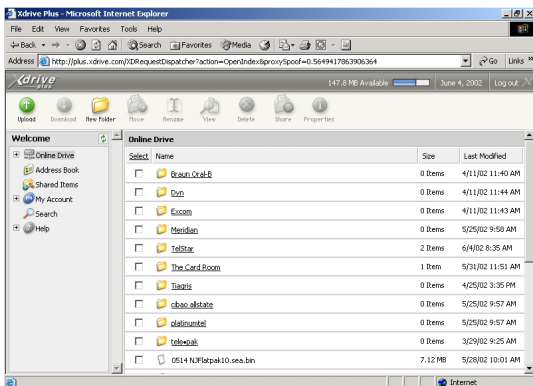 Xdrive Plus - Microsoft Internet Explorer
File Edit View Favorites Tools Help
Back Search Favorites Media
Address http://plus.xdrive.com/XDRequestDispatcher?action=OpenIndex&proxySpoof=0.5649417863906364 Go Links »
Xdrive plus 147.8 MB Available June 4, 2002 Log out X
Upload Download New Folder Move Rename View Delete Share Properties
Welcome
Online Drive
Address Book
Shared Items
My Account
Search
Help
Online Drive
Select Name Size Last Modified
Braun Oral-B 0 Items 4/11/02 11:40 AM
Dyn 0 Items 4/11/02 11:44 AM
Excom 0 Items 4/11/02 11:43 AM
Meridian 0 Items 5/25/02 9:58 AM
TelStar 2 Items 6/4/02 8:35 AM
The Card Room 1 Item 5/31/02 11:51 AM
Tiagris 0 Items 4/25/02 3:35 PM
cibao allstate 0 Items 5/25/02 9:57 AM
platinumtel 0 Items 5/25/02 9:57 AM
tele•pak 0 Items 3/29/02 9:25 AM
0514 NJFlatpak10.sea.bin 7.12 MB 5/28/02 10:01 AM
Internet